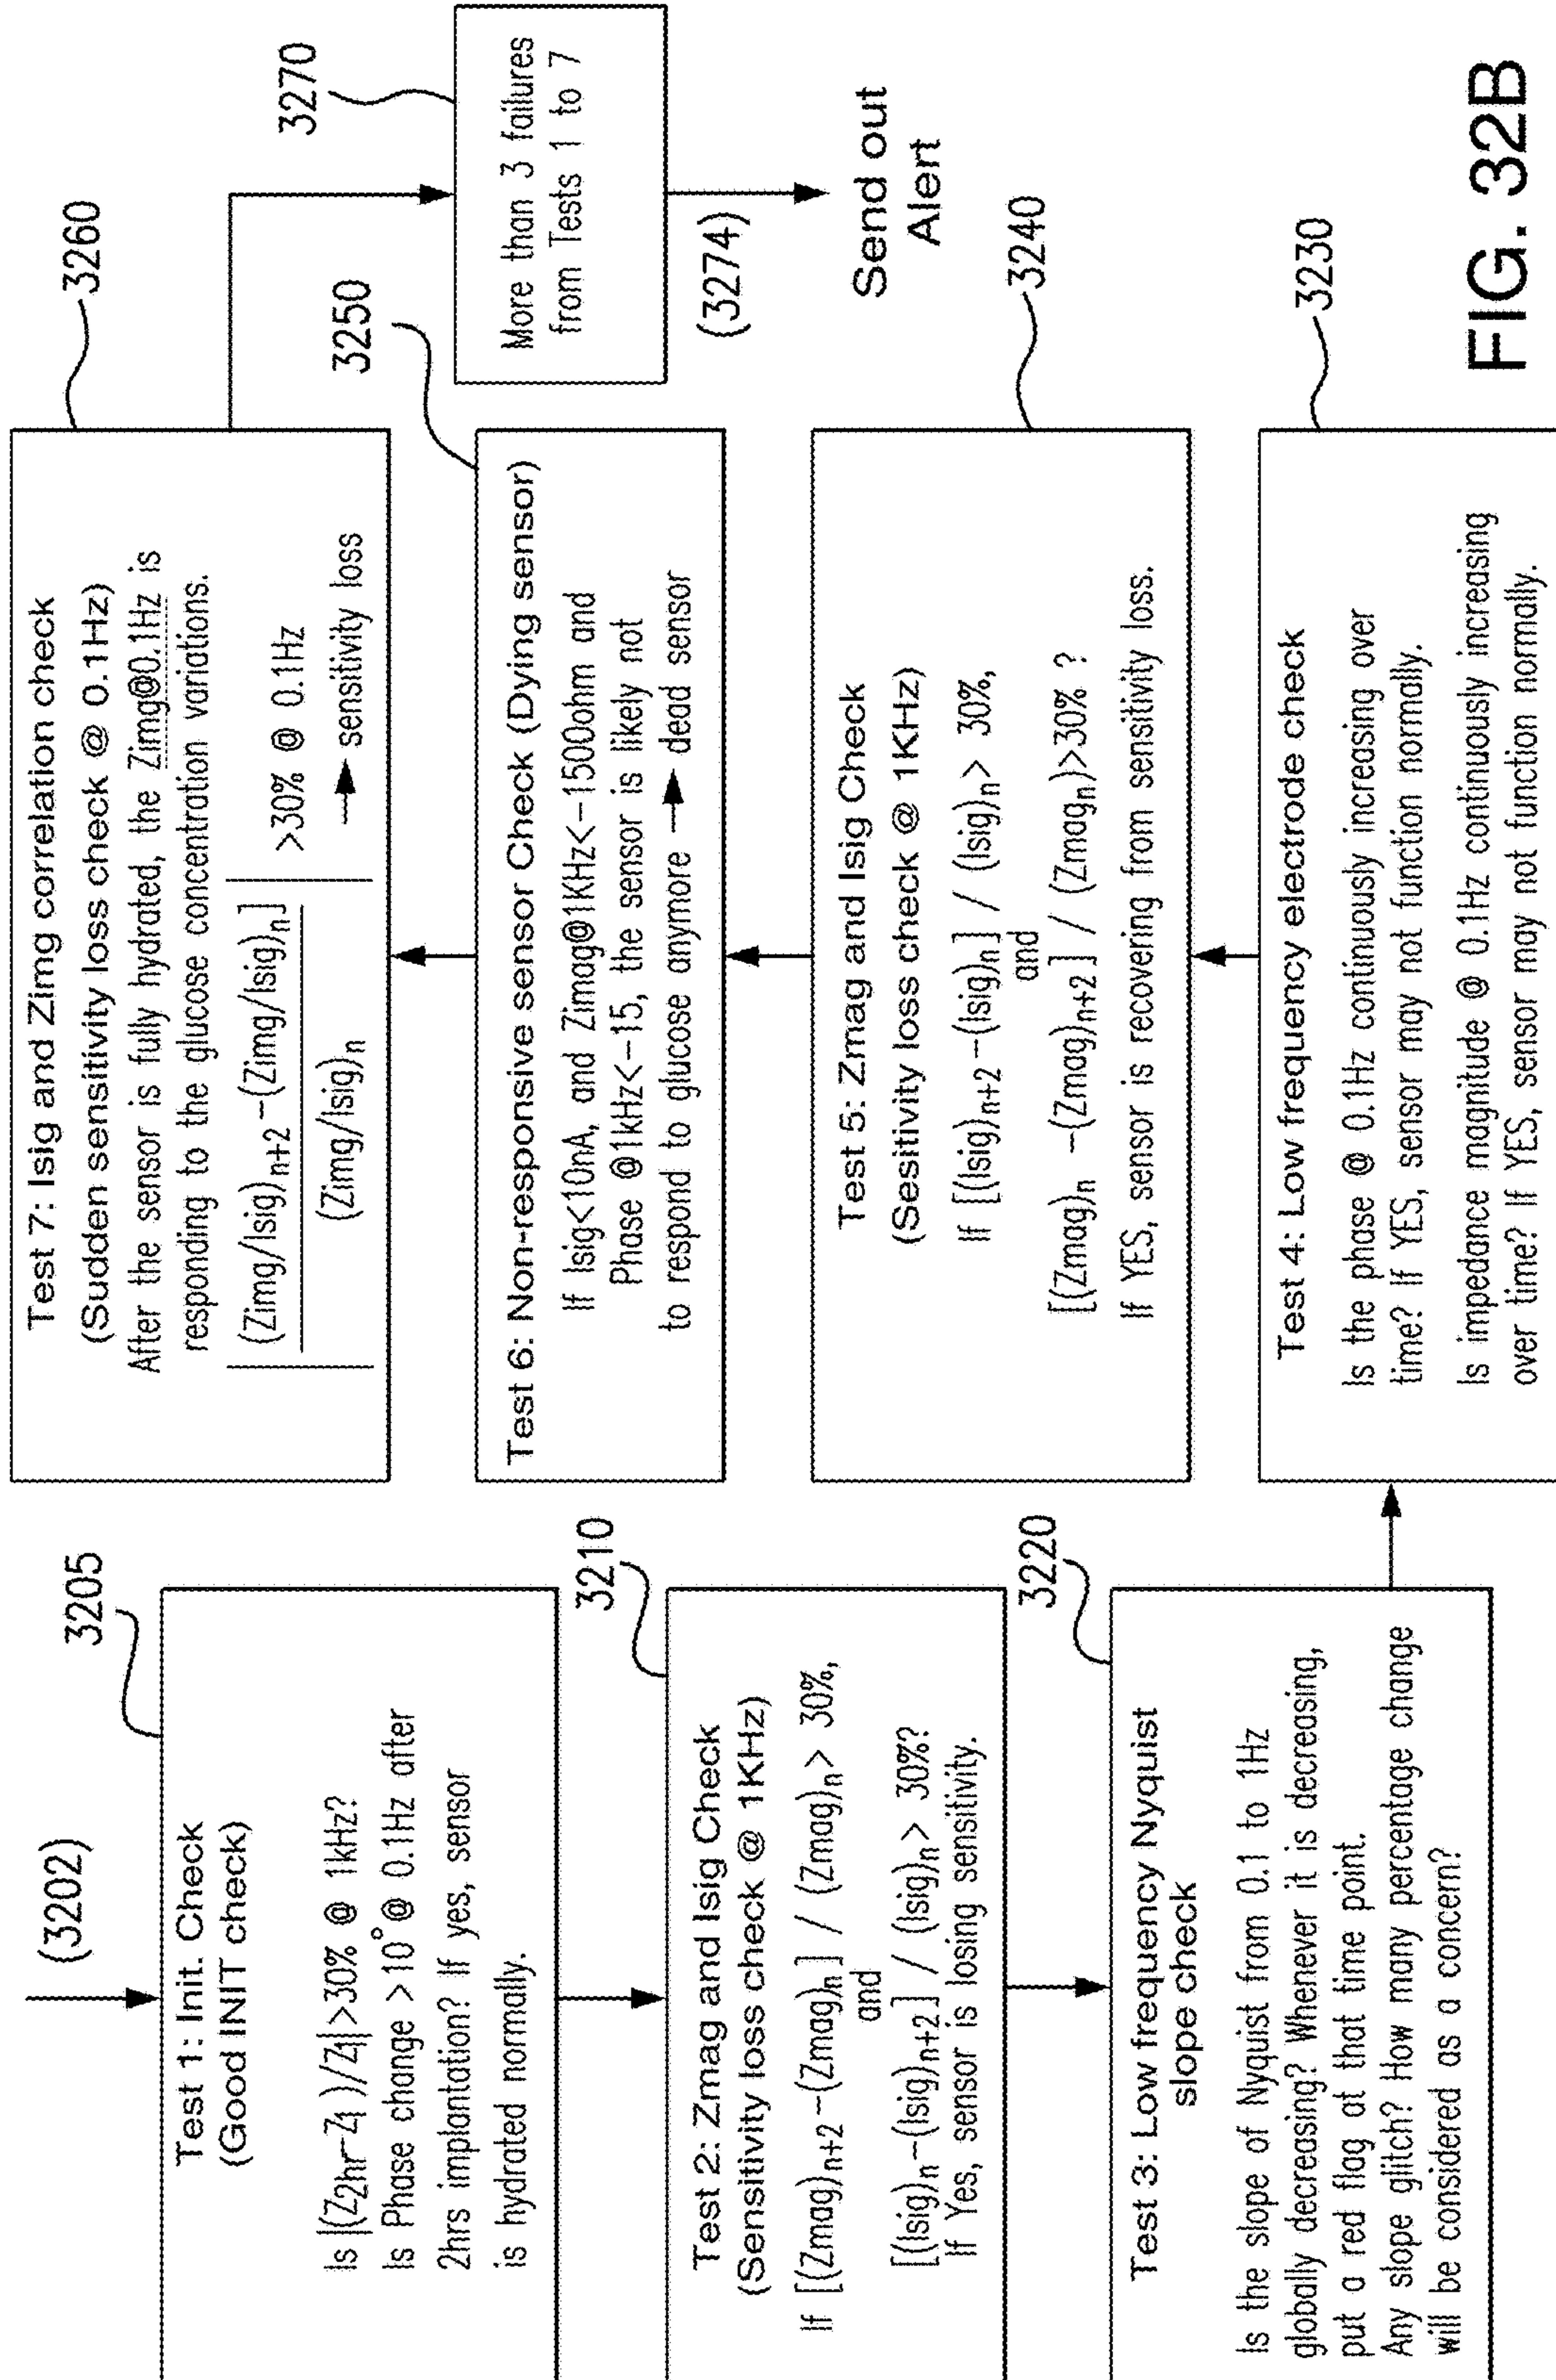 (3202)
3205
Test 1: Init. Check
(Good INIT check)
Is |(Z2hr-Z1 )/Z1|>30% @ 1kHz?
Is Phase change >10° @ 0.1Hz after
2hrs implantation? If yes, sensor
is hydrated normally.
3210
Test 2: Zmag and Isig Check
(Sensitivity loss check @ 1KHz)
If [(Zmag)n+2 -(Zmag)n] / (Zmag)n> 30%,
and
[(Isig)n-(Isig)n+2] / (Isig)n> 30%?
If Yes, sensor is losing sensitivity.
3220
Test 3: Low frequency Nyquist
slope check
Is the slope of Nyquist from 0.1 to 1Hz
globally decreasing? Whenever it is decreasing,
put a red flag at that time point.
Any slope glitch? How many percentage change
will be considered as a concern?
3230
Test 4: Low frequency electrode check
Is the phase @ 0.1Hz continuously increasing over
time? If YES, sensor may not function normally.
Is impedance magnitude @ 0.1Hz continuously increasing
over time? If YES, sensor may not function normally.
3240
Test 5: Zmag and Isig Check
(Sesitivity loss check @ 1KHz)
If [(Isig)n+2 -(Isig)n] / (Isig)n> 30%,
and
[(Zmag)n -(Zmag)n+2] / (Zmagn)>30% ?
If YES, sensor is recovering from sensitivity loss.
3250
Test 6: Non-responsive sensor Check (Dying sensor)
If Isig<10nA, and Zimag@1KHz<-1500ohm and
Phase @1kHz<-15, the sensor is likely not
to respond to glucose anymore → dead sensor
3260
Test 7: Isig and Zimg correlation check
(Sudden sensitivity loss check @ 0.1Hz)
After the sensor is fully hydrated, the Zimg@0.1Hz is
responding to the glucose concentration variations.
|(Zimg/Isig)n+2 -(Zimg/Isig)n]
(Zimg/Isig)n
| >30% @ 0.1Hz
→ sensitivity loss
3270
More than 3 failures
from Tests 1 to 7
(3274)
Send out
Alert
FIG. 32B